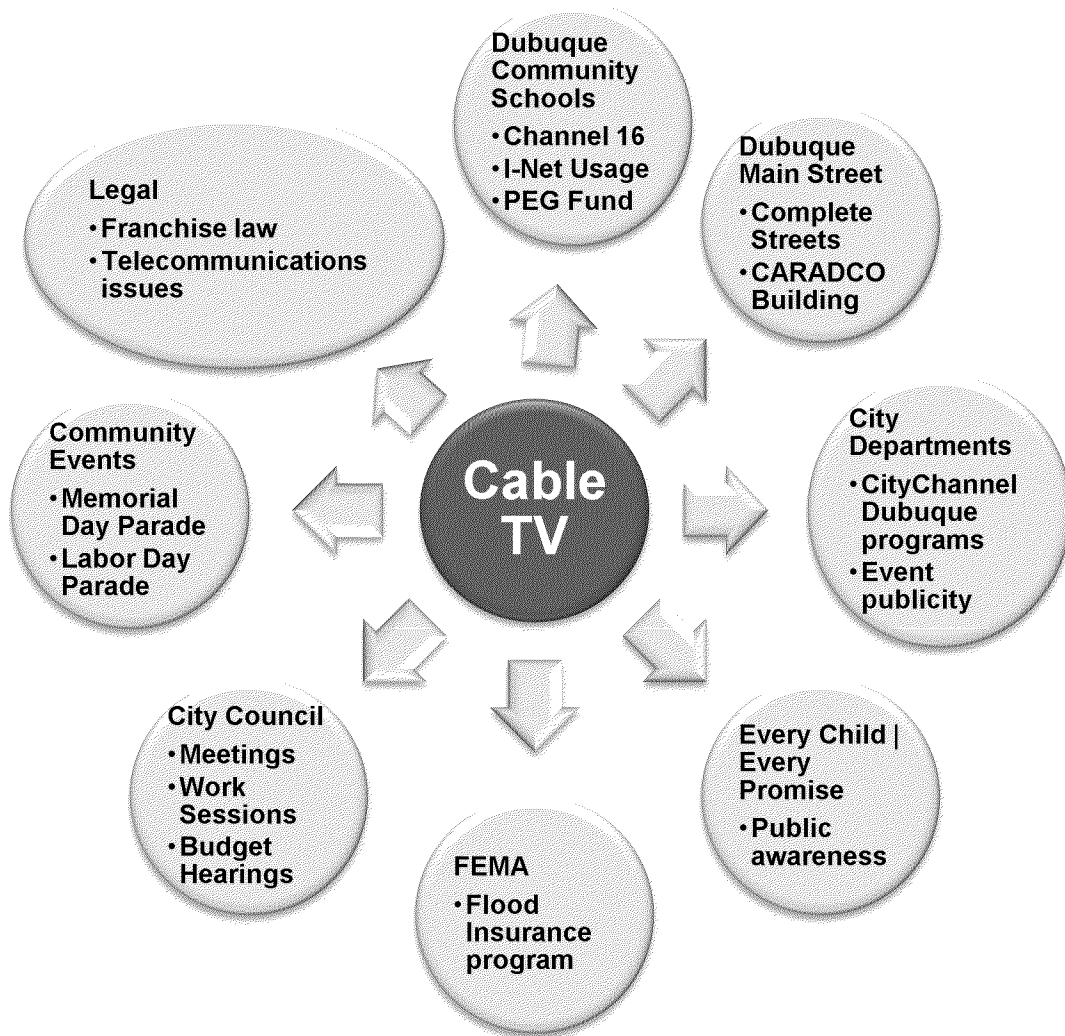 Dubuque
Community
Schools
• Channel 16
• I-Net Usage
• PEG Fund
Dubuque
Main Street
• Complete
Streets
• CARADCO
Building
City
Departments
• CityChannel
Dubuque
programs
• Event
publicity
Every Child |
Every
Promise
• Public
awareness
FEMA
• Flood
Insurance
program
City Council
• Meetings
• Work
Sessions
• Budget
Hearings
Community
Events
• Memorial
Day Parade
• Labor Day
Parade
Legal
• Franchise law
• Telecommunications
issues
Cable
TV